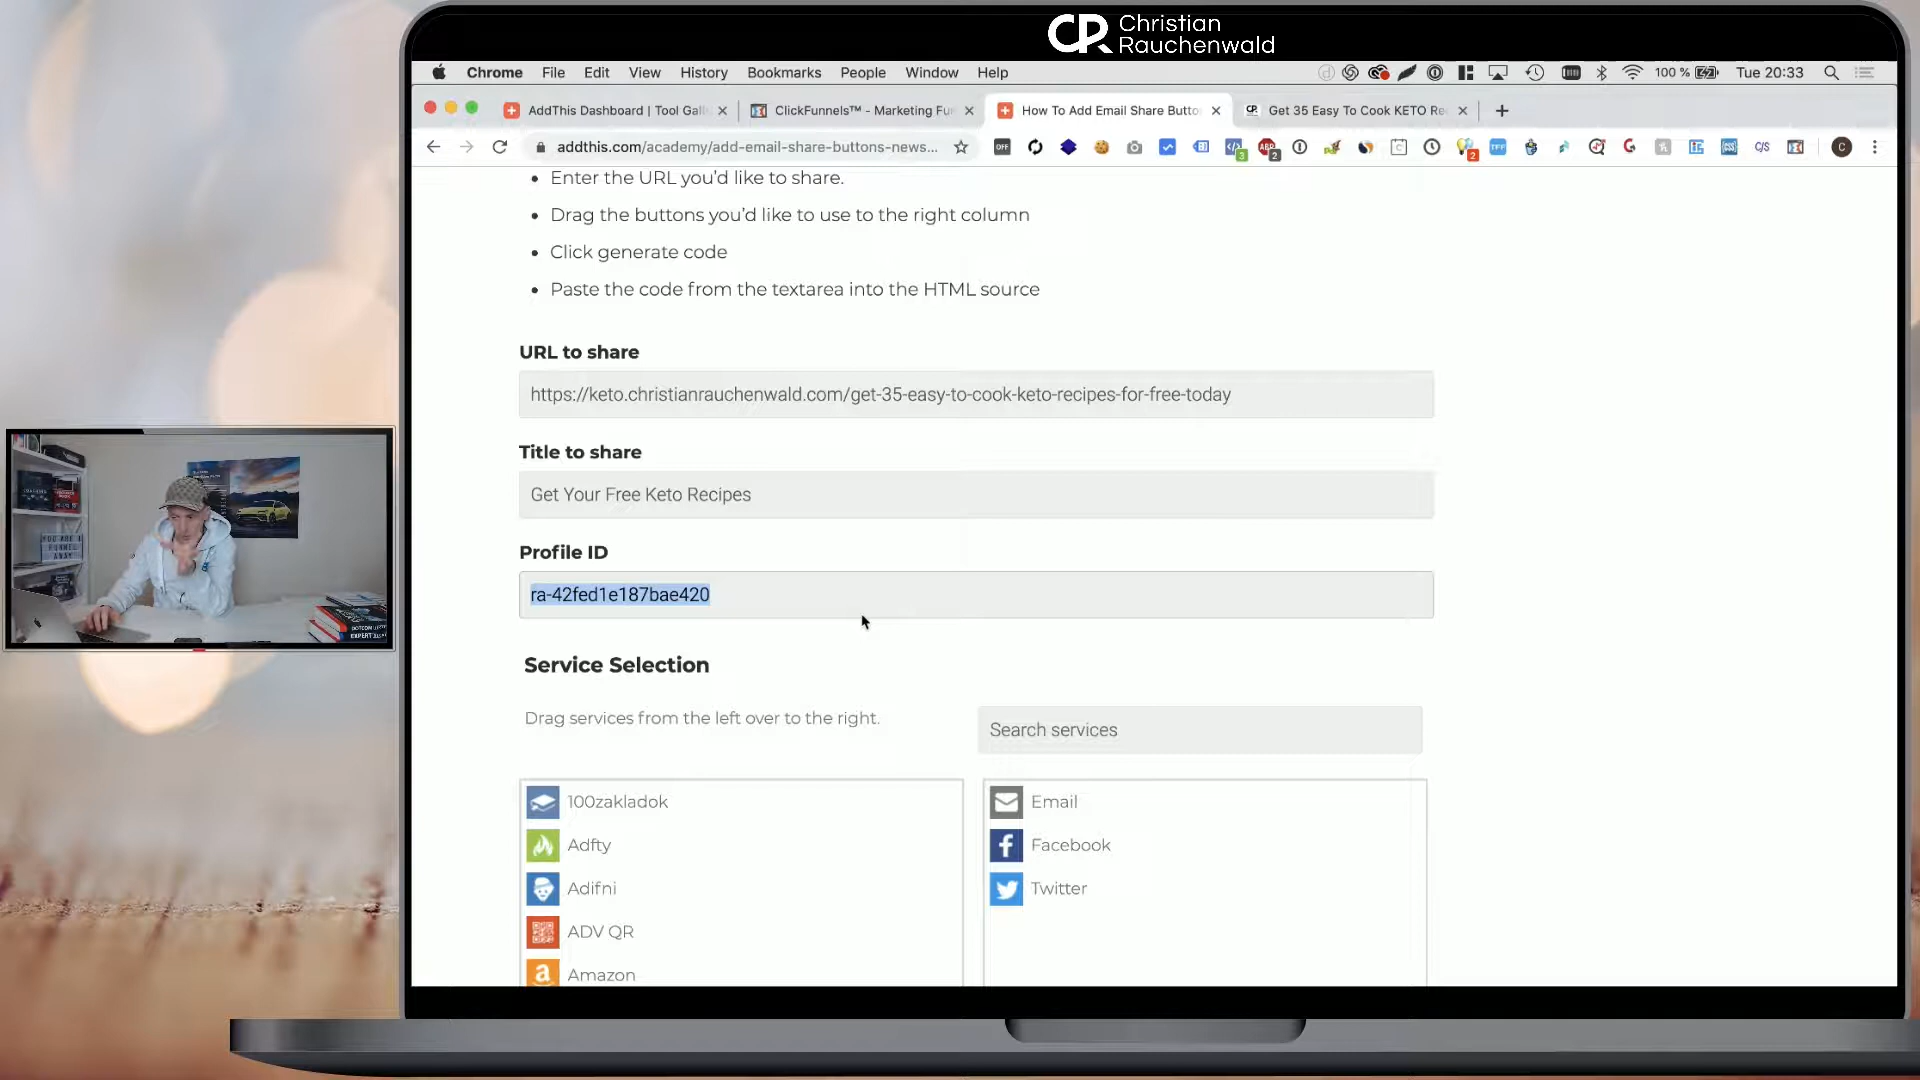 Christian
Rauchenwald
Chrome File Edit View History Bookmarks People Window Help
100 % Tue 20:33
AddThis Dashboard | Tool Gall
ClickFunnels™ - Marketing Fu
How To Add Email Share Butto
Get 35 Easy To Cook KETO Re
addthis.com/academy/add-email-share-buttons-news...
Enter the URL you'd like to share.
Drag the buttons you'd like to use to the right column
Click generate code
Paste the code from the textarea into the HTML source
URL to share
https://keto.christianrauchenwald.com/get-35-easy-to-cook-keto-recipes-for-free-today
Title to share
Get Your Free Keto Recipes
Profile ID
ra-42fed1e187bae420
Service Selection
Drag services from the left over to the right.
Search services
100zakladok
Adfty
Adifni
ADV QR
Amazon
Email
Facebook
Twitter
YOU ARE A
FUNNEL
AWAY